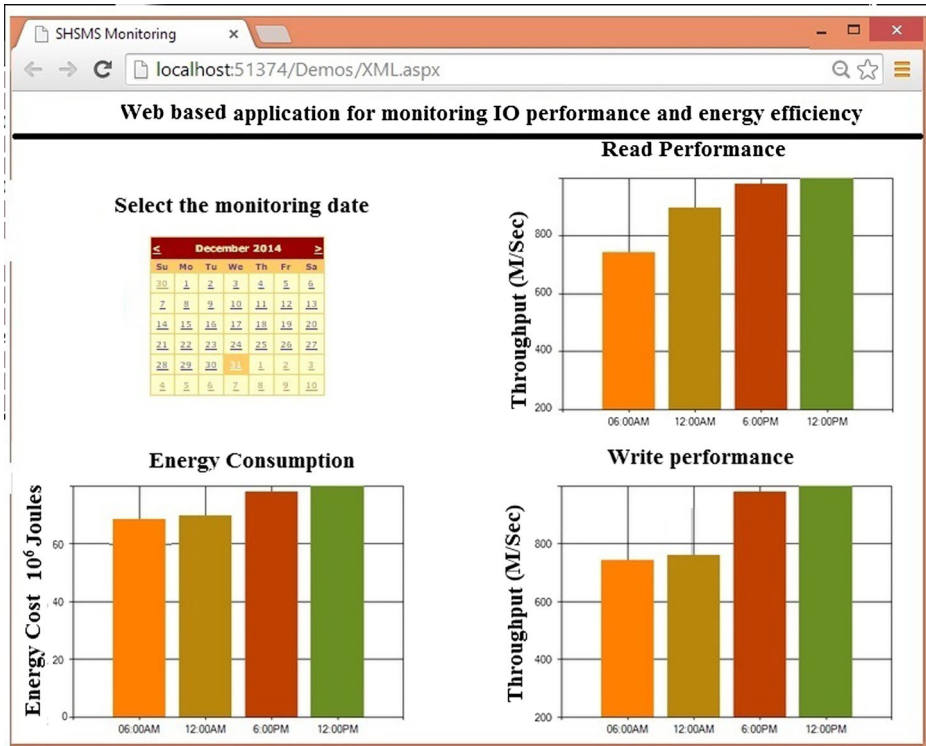 SHSMS Monitoring
localhost:51374/Demos/XML.aspx
Web based application for monitoring IO performance and energy efficiency
Select the monitoring date
< December 2014 >
Su Mo Tu We Th Fr Sa
30 1 2 3 4 5 6
7 8 9 10 11 12 13
14 15 16 17 18 19 20
21 22 23 24 25 26 27
28 29 30 31 1 2 3
4 5 6 7 8 9 10
Read Performance
Throughput (M/Sec)
800
600
400
200
06:00AM 12:00AM 6:00PM 12:00PM
Energy Consumption
Energy Cost 10⁶ Joules
60
40
20
0
06:00AM 12:00AM 6:00PM 12:00PM
Write performance
Throughput (M/Sec)
800
600
400
200
06:00AM 12:00AM 6:00PM 12:00PM